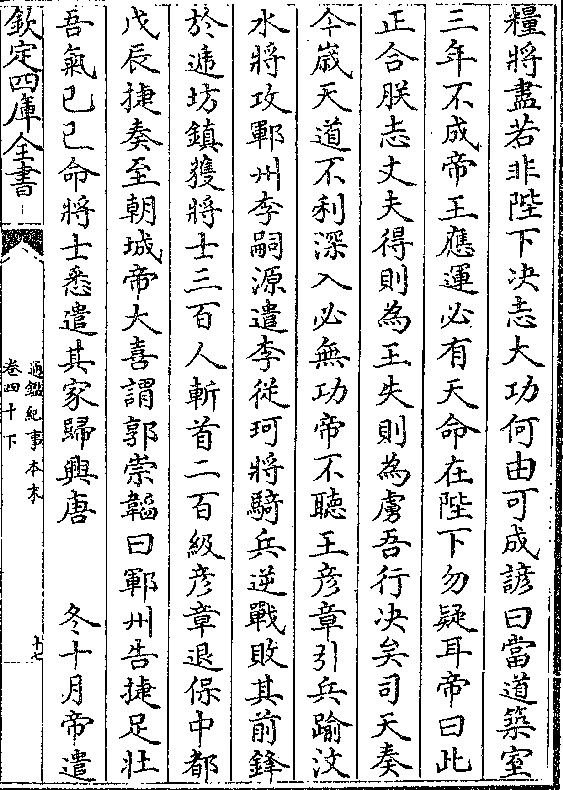 糧將盡若非陛下决志大功何由可成諺曰當道築室
三年不成帝王應運必有天命在陛下勿疑耳帝曰此
正合朕志丈夫得則為王失則為虜吾行决矣司天奏
今歳天道不利深入必無功帝不聽王彦章引兵踰汶
水將攻鄆州李嗣源遣李從珂將騎兵逆戰敗其前鋒
於逓坊鎮獲將士三百人斬首二百級彦章退保中都
戊辰捷奏至朝城帝大喜謂郭崇韜曰鄆州告捷足壯
吾氣己巳命將士悉遣其家歸興唐　　冬十月帝遣
欽定四庫全書
通鑑紀事本末
卷四十下
十七